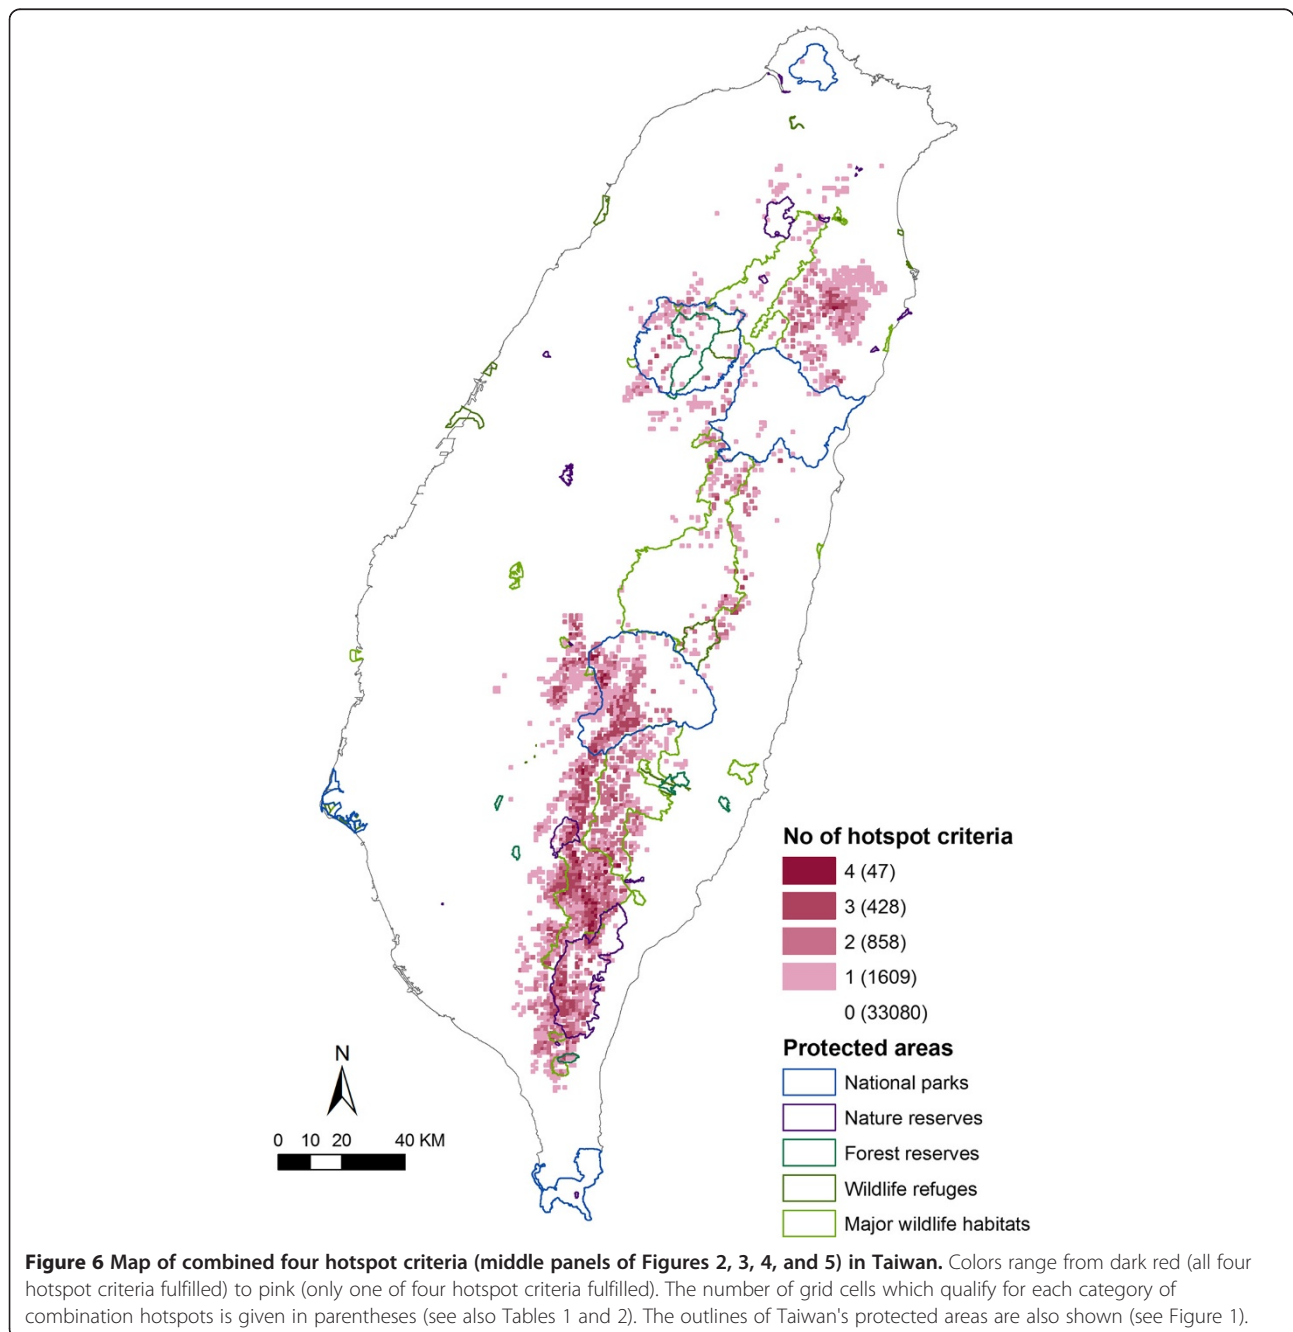 No of hotspot criteria
4 (47)
3 (428)
2 (858)
1 (1609)
0 (33080)
Protected areas
National parks
Nature reserves
Forest reserves
Wildlife refuges
Major wildlife habitats
N
0 10 20 40 KM
Figure 6 Map of combined four hotspot criteria (middle panels of Figures 2, 3, 4, and 5) in Taiwan. Colors range from dark red (all four
hotspot criteria fulfilled) to pink (only one of four hotspot criteria fulfilled). The number of grid cells which qualify for each category of
combination hotspots is given in parentheses (see also Tables 1 and 2). The outlines of Taiwan's protected areas are also shown (see Figure 1).